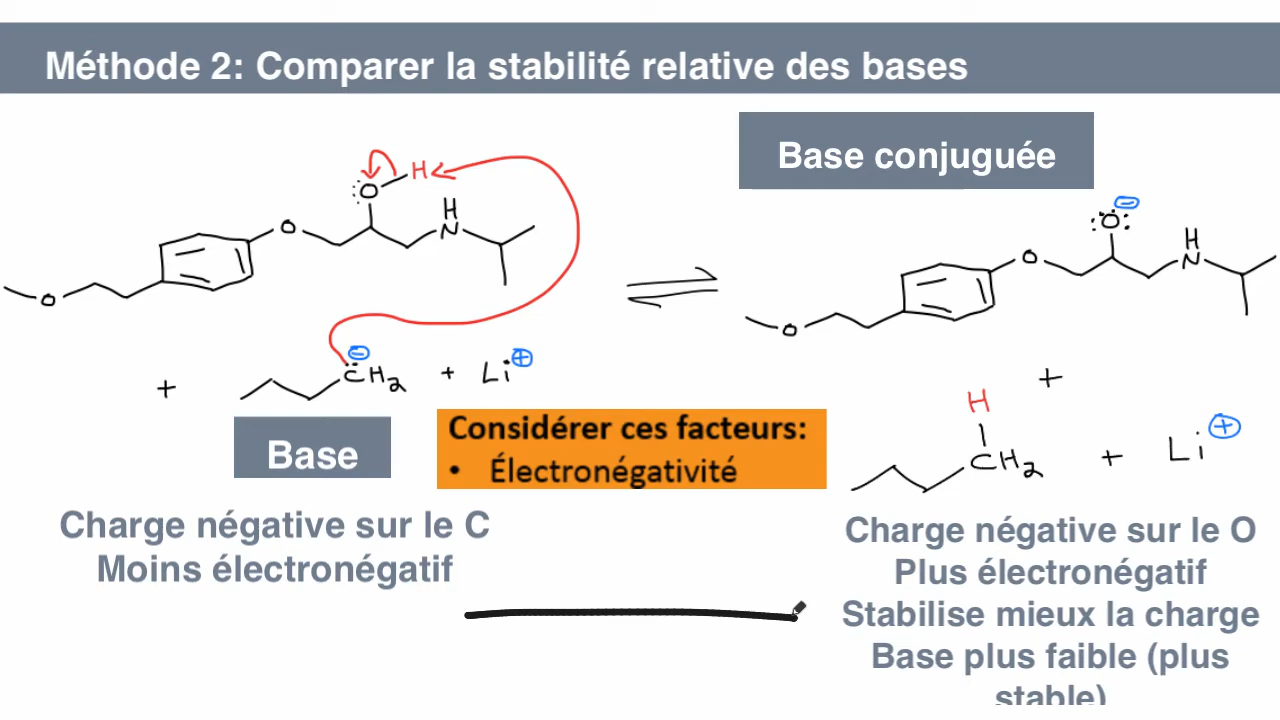 Méthode 2: Comparer la stabilité relative des bases
Base conjuguée
H
O
H
N
O
O
⊖
O
H
N
O
O
+
⊖
CH2
+ Li⊕
+
H
CH2
+ Li⊕
Base
Considérer ces facteurs:
• Électronégativité
Charge négative sur le C
Moins électronégatif
Charge négative sur le O
Plus électronégatif
Stabilise mieux la charge
Base plus faible (plus
stable)